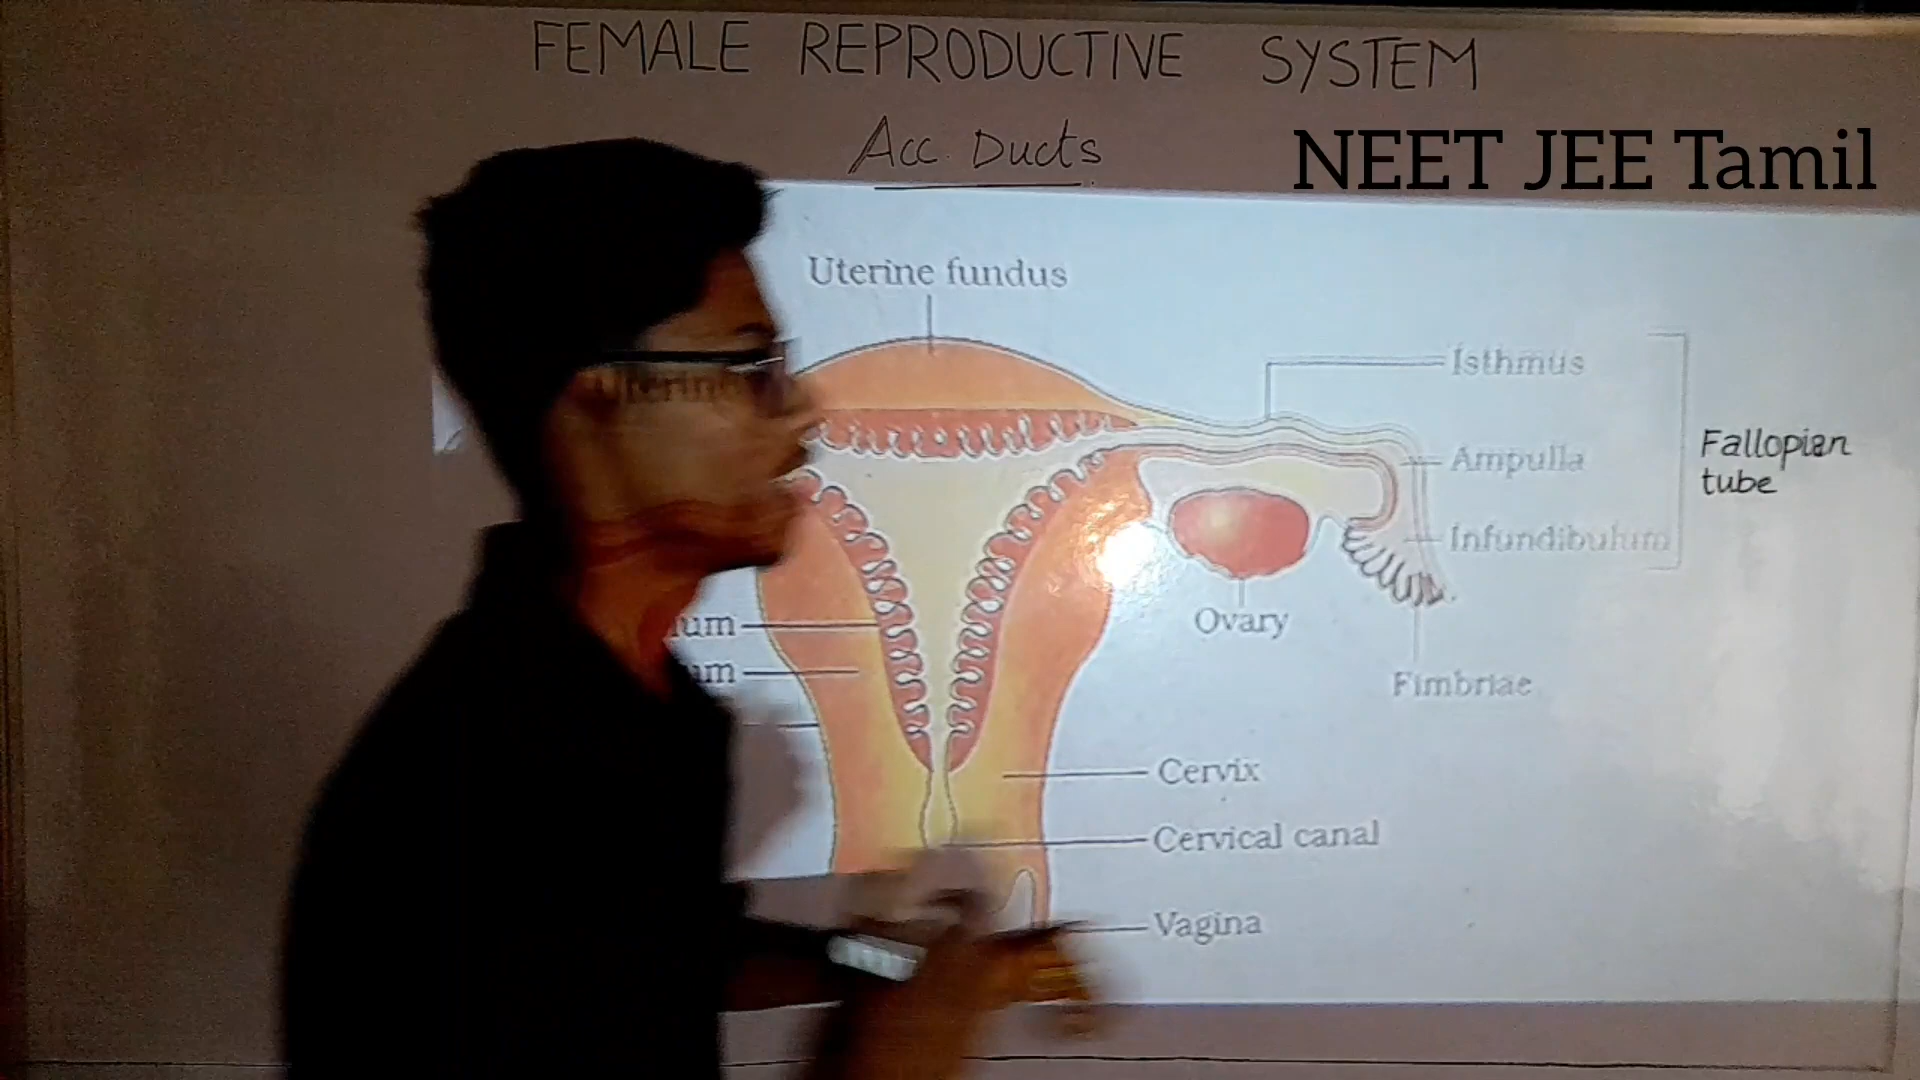 FEMALE REPRODUCTIVE SYSTEM
Acc. Ducts
NEET JEE Tamil
Uterine fundus
Isthmus
Uterine
Ampulla
Fallopian
tube
Infundibulum
Ovary
Fimbriae
Cervix
Cervical canal
Vagina